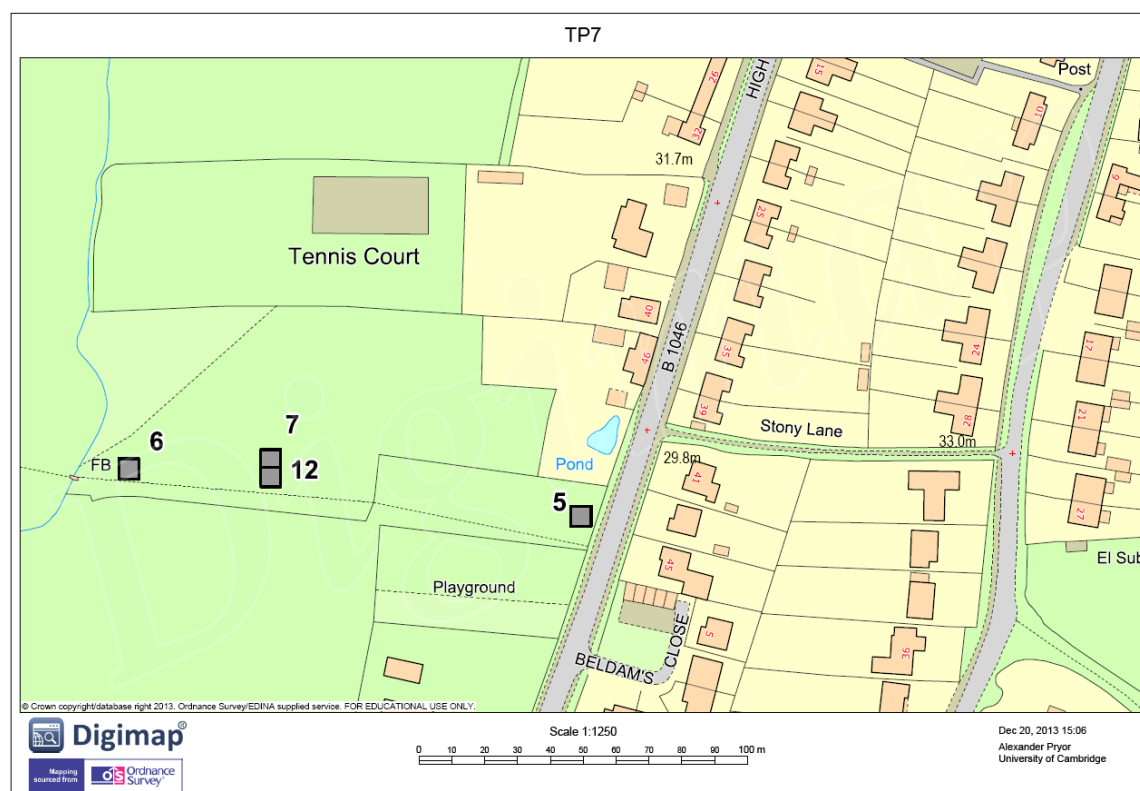 TP7
HIGH
Post
26
32
15
10
31.7m
9
25
Tennis Court
40
B 1046
46
35
24
17
39
28
21
Stony Lane
33.0m
7
6
FB
12
Pond
29.8m
41
5
27
45
El Sub
Playground
5
CLOSE
BELDAM'S
36
© Crown copyright/database right 2013. Ordnance Survey/EDINA supplied service. FOR EDUCATIONAL USE ONLY.
Digimap®
Mapping
sourced from
OS Ordnance
Survey®
Scale 1:1250
0 10 20 30 40 50 60 70 80 90 100 m
Dec 20, 2013 15:06
Alexander Pryor
University of Cambridge
Digimap